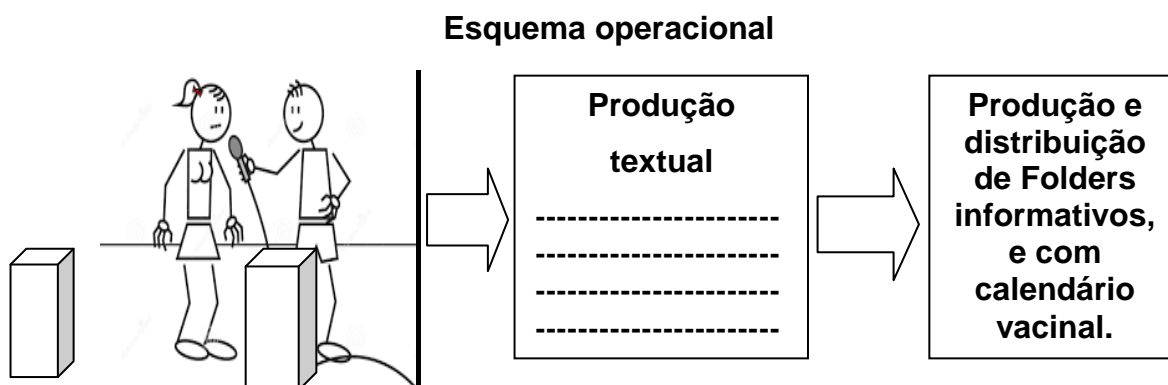 Esquema operacional
Produção
textual
-----------------------
-----------------------
-----------------------
-----------------------
Produção e
distribuição
de Folders
informativos,
e com
calendário
vacinal.